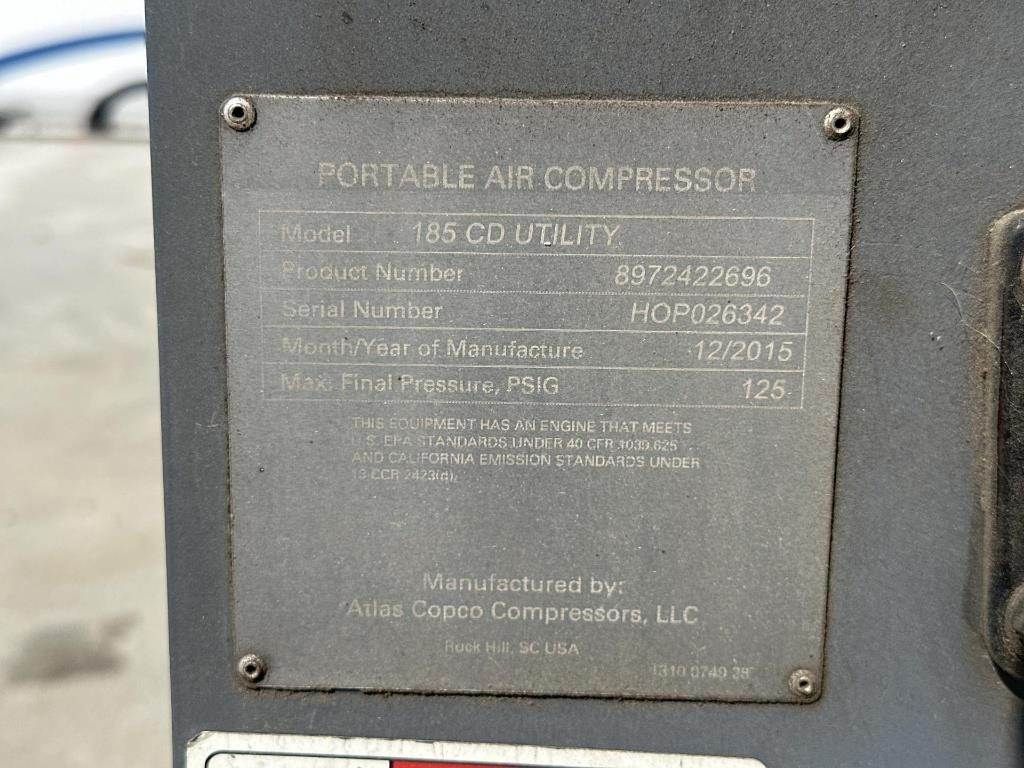 PORTABLE AIR COMPRESSOR
Model 185 CD UTILITY
Product Number 8972422696
Serial Number HOP026342
Month/Year of Manufacture 12/2015
Max. Final Pressure, PSIG 125
THIS EQUIPMENT HAS AN ENGINE THAT MEETS
U.S. EPA STANDARDS UNDER 40 CFR 1039.625
AND CALIFORNIA EMISSION STANDARDS UNDER
13 CCR 2423(d).
Manufactured by:
Atlas Copco Compressors, LLC
Rock Hill, SC USA
1310 0749 38